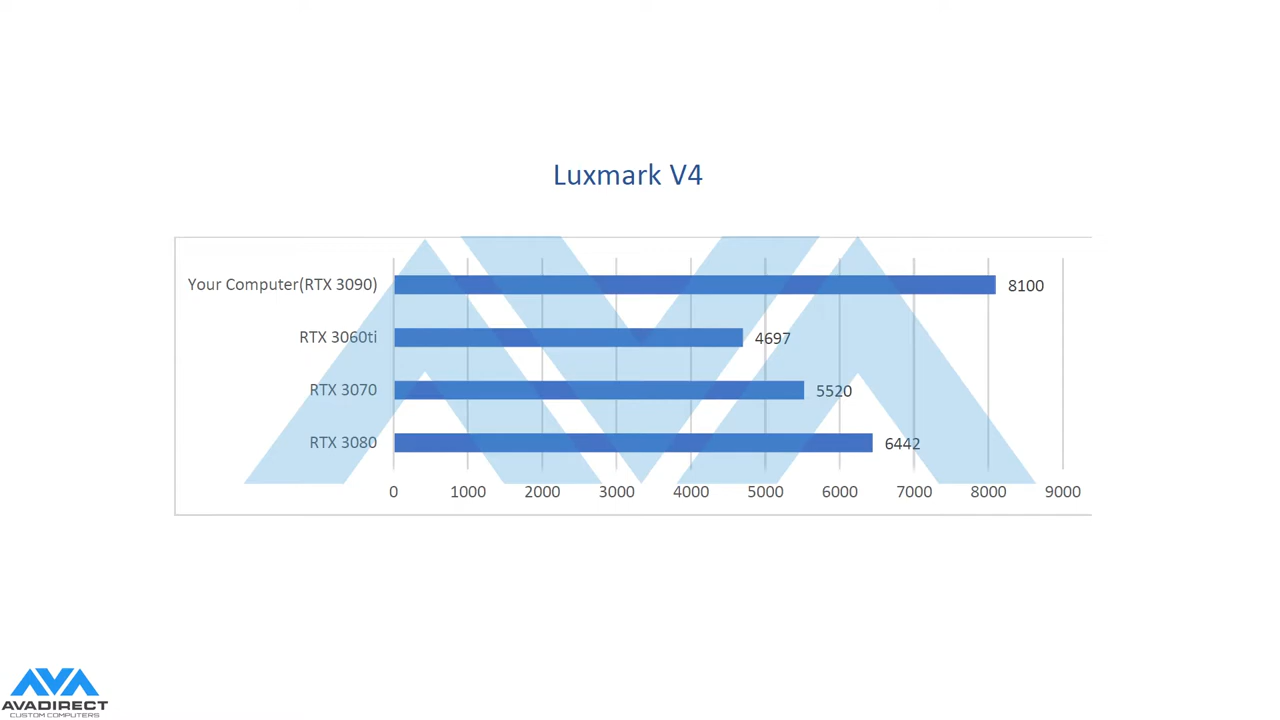 Luxmark V4
Your Computer(RTX 3090)
8100
RTX 3060ti
4697
RTX 3070
5520
RTX 3080
6442
0 1000 2000 3000 4000 5000 6000 7000 8000 9000
AVADIRECT
CUSTOM COMPUTERS